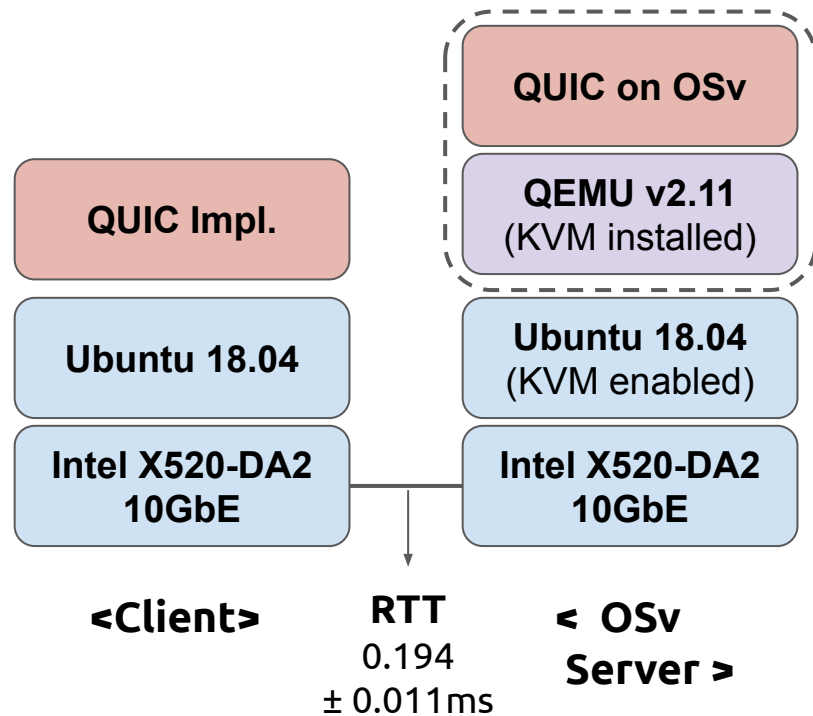 QUIC on OSv
QEMU v2.11
(KVM installed)
QUIC Impl.
Ubuntu 18.04
Ubuntu 18.04
(KVM enabled)
Intel X520-DA2
10GbE
Intel X520-DA2
10GbE
<Client>
RTT
0.194
± 0.011ms
< OSv
Server >